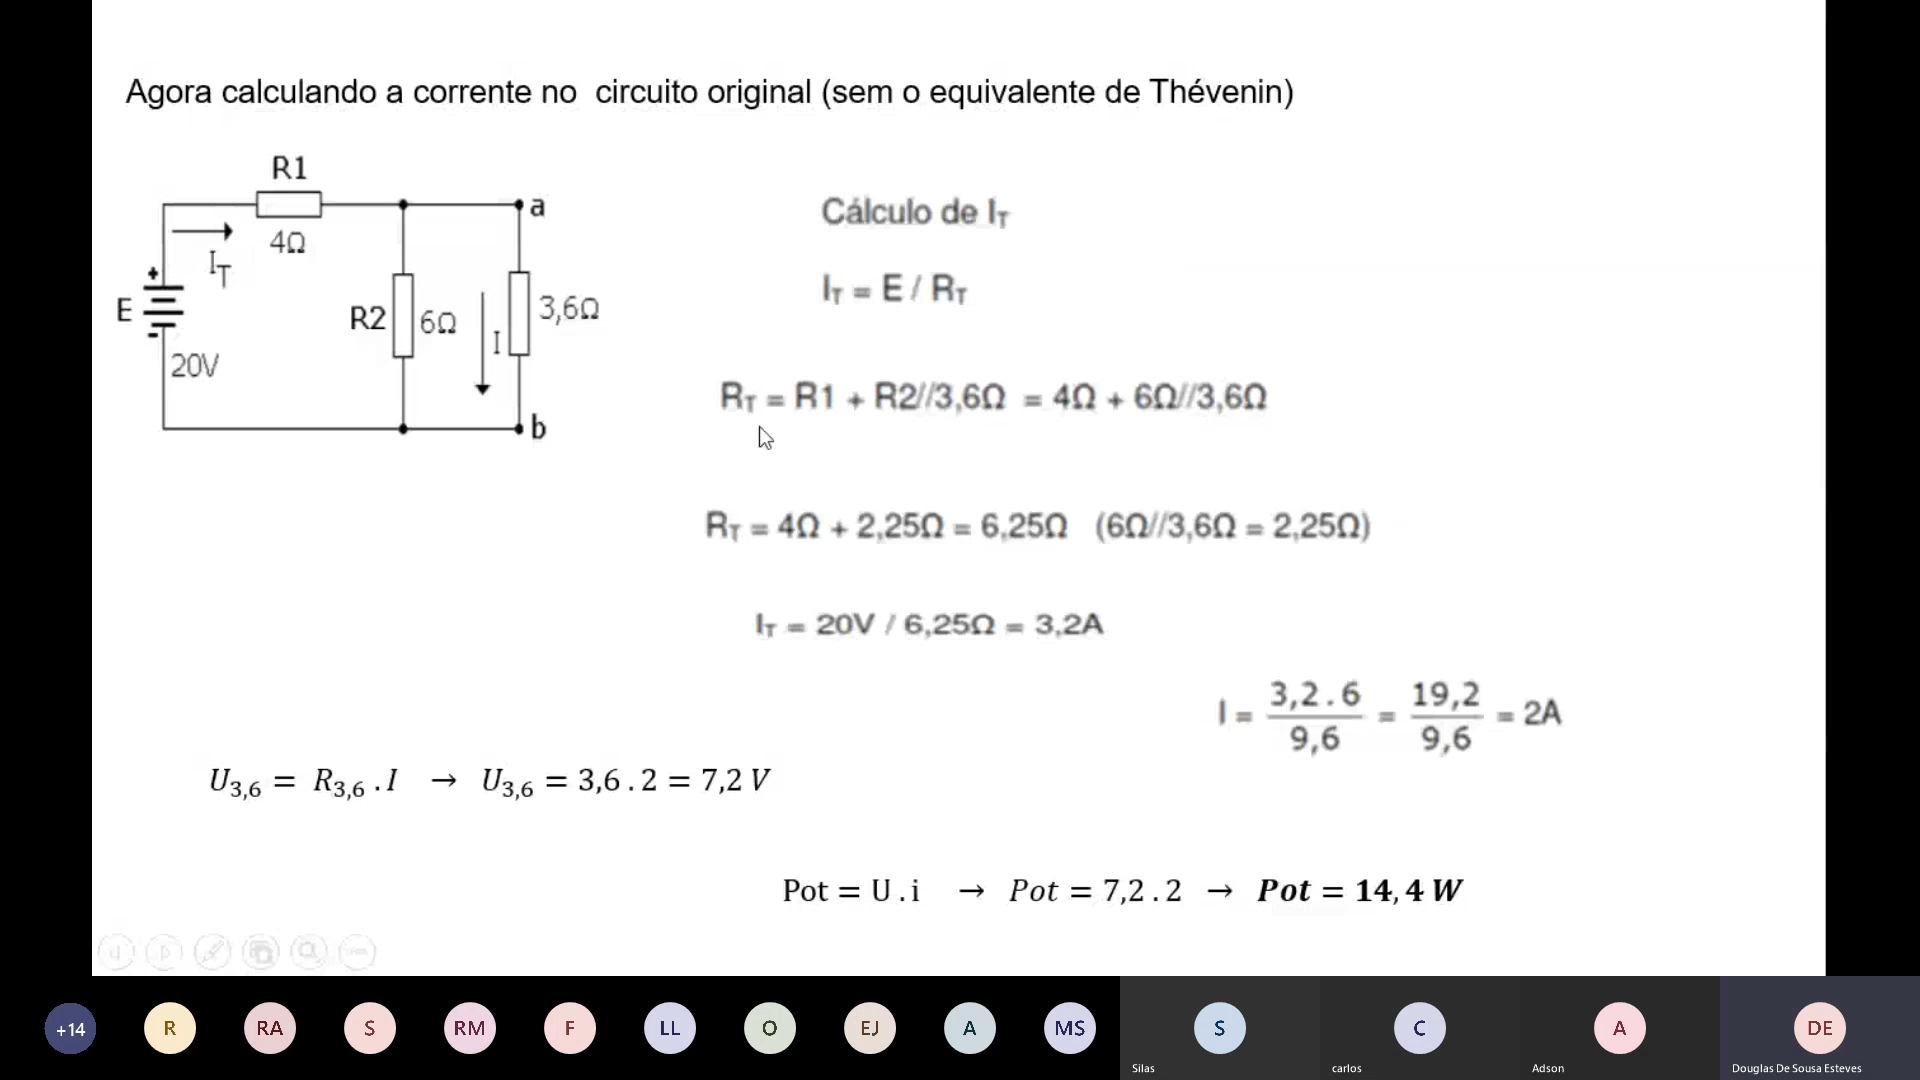 Agora calculando a corrente no circuito original (sem o equivalente de Thévenin)
R1
4Ω
I_T
a
E
+
-
20V
R2
6Ω
I
3,6Ω
b
Cálculo de I_T
I_T = E / R_T
R_T = R1 + R2//3,6Ω = 4Ω + 6Ω//3,6Ω
R_T = 4Ω + 2,25Ω = 6,25Ω (6Ω//3,6Ω = 2,25Ω)
I_T = 20V / 6,25Ω = 3,2A
I = 3,2 . 6 / 9,6 = 19,2 / 9,6 = 2A
U_3,6 = R_3,6 . I → U_3,6 = 3,6 . 2 = 7,2 V
Pot = U . i → Pot = 7,2 . 2 → Pot = 14,4 W
+14
R
RA
S
RM
F
LL
O
EJ
A
MS
S
C
A
DE
Silas
carlos
Adson
Douglas De Sousa Esteves